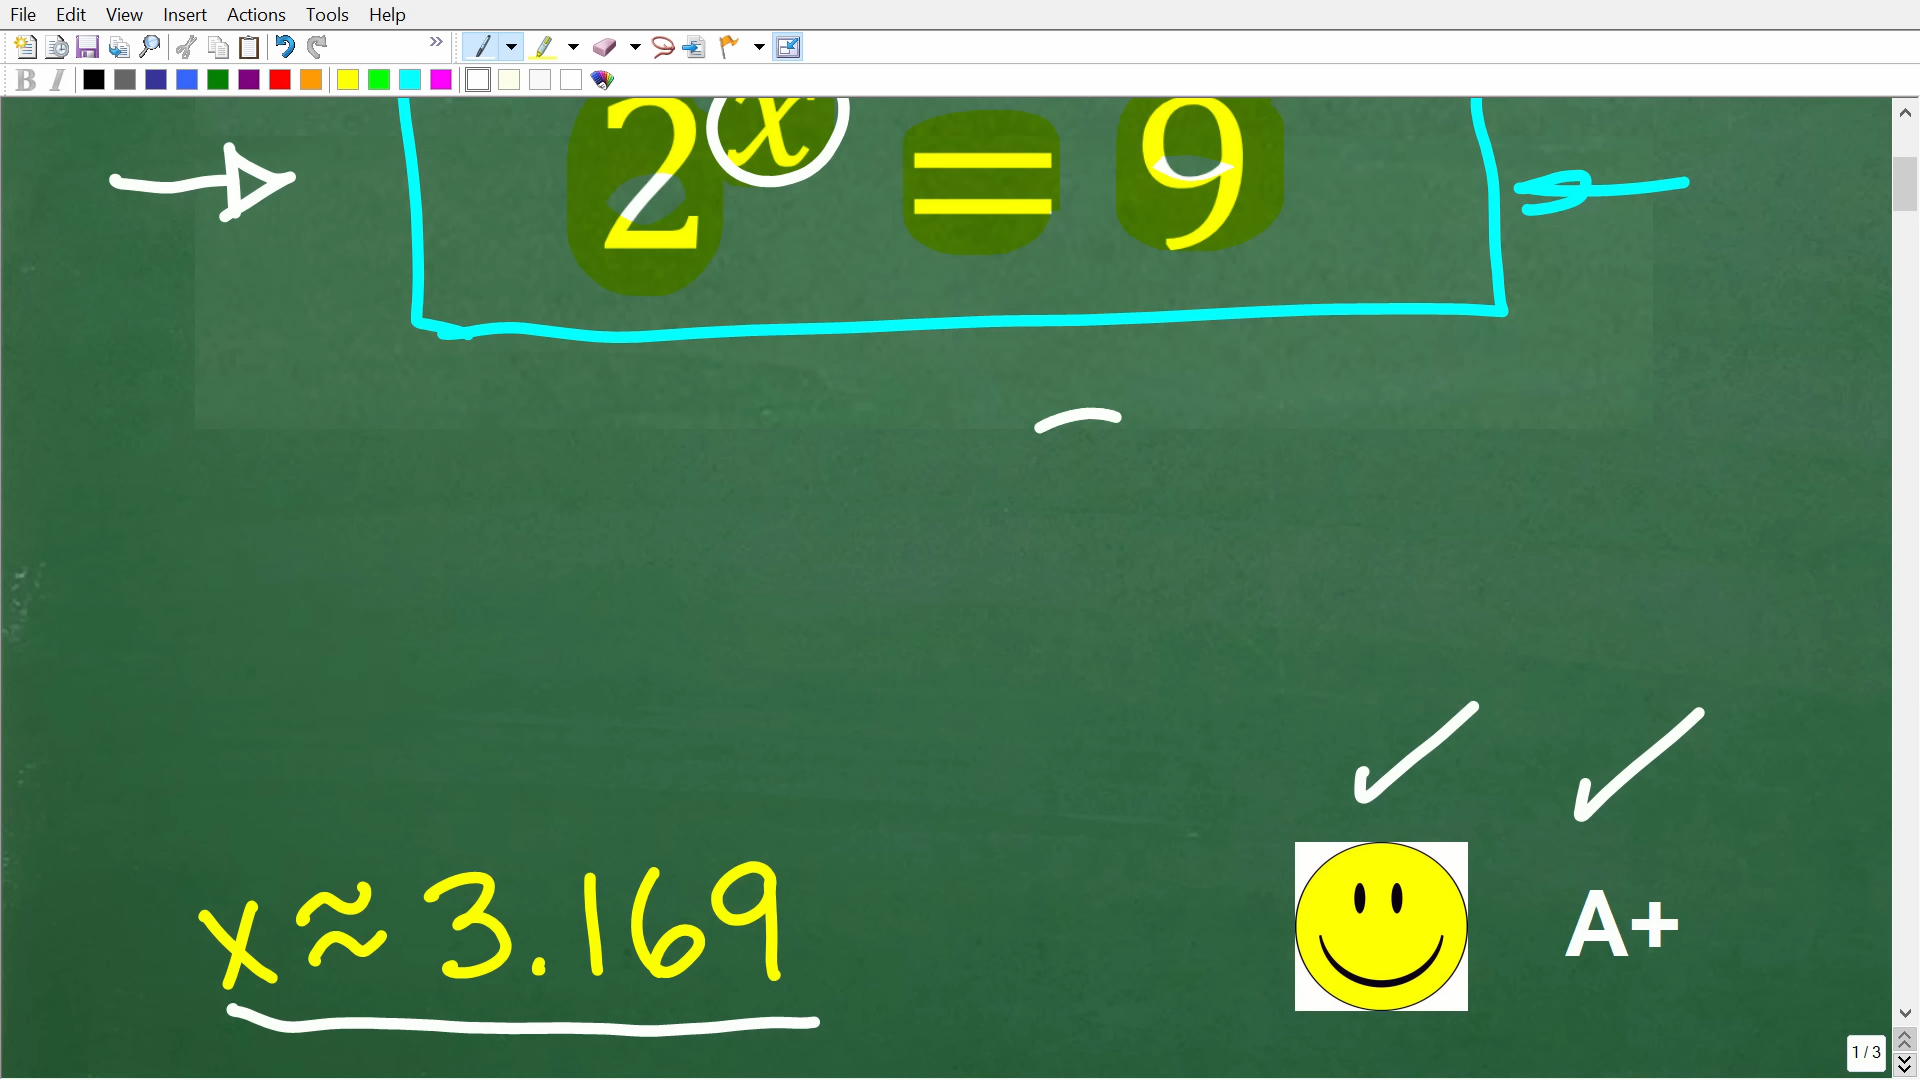 File Edit View Insert Actions Tools Help
B I
2^x = 9
x ≈ 3.169
A+
1 / 3